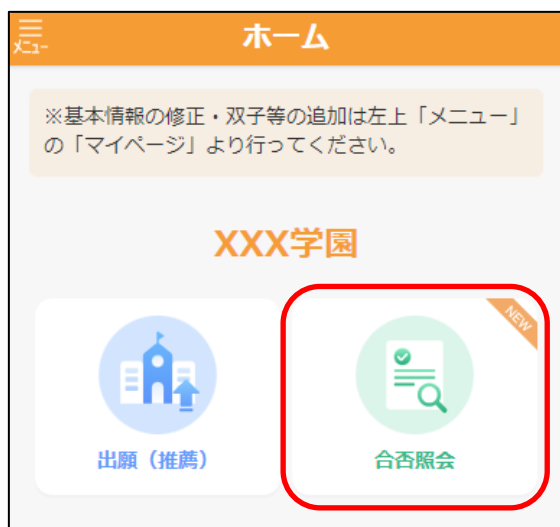 ホーム
メニュー
※基本情報の修正・双子等の追加は左上「メニュー」
の「マイページ」より行ってください。
XXX学園
NEW
出願（推薦）
合否照会